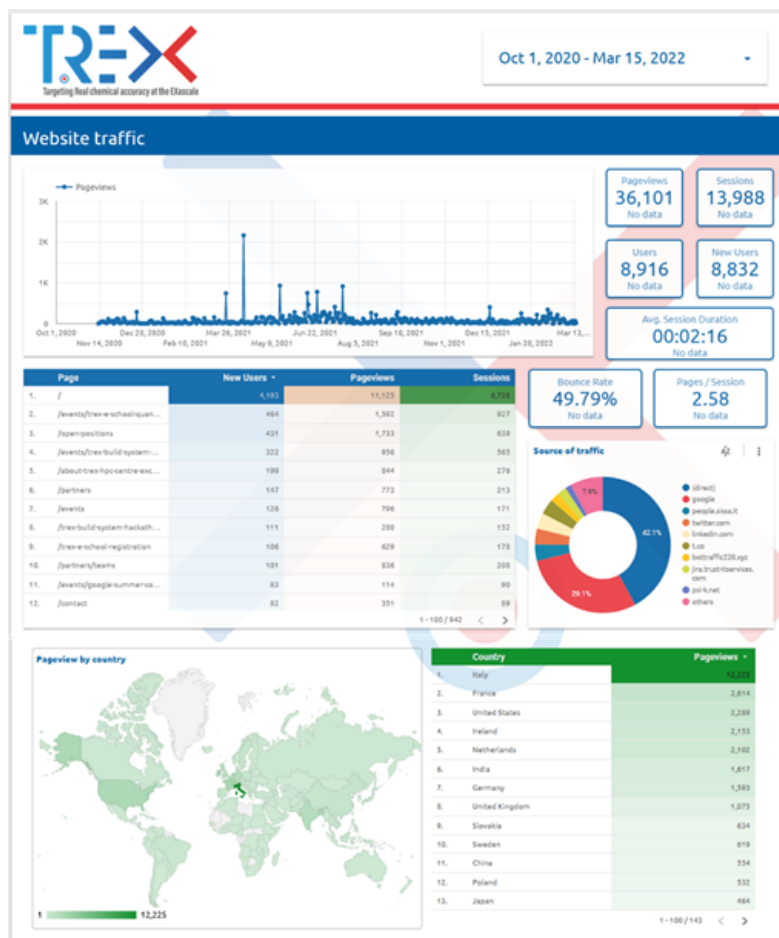 TREX
Targeting Real chemical accuracy at the EXascale
Oct 1, 2020 - Mar 15, 2022
Website traffic
Pageviews
3K
2K
1K
0
Oct 1, 2020
Nov 14, 2020
Dec 28, 2020
Feb 10, 2021
Mar 26, 2021
May 9, 2021
Jun 22, 2021
Aug 5, 2021
Sep 18, 2021
Nov 1, 2021
Dec 15, 2021
Jan 28, 2022
Mar 13,...
Pageviews
36,101
No data
Sessions
13,988
No data
Users
8,916
No data
New Users
8,832
No data
Avg. Session Duration
00:02:16
No data
Bounce Rate
49.79%
No data
Pages / Session
2.58
No data
Page New Users Pageviews Sessions
1. / 4,193 11,125 6,728
2. /events/trex-e-school-quan... 464 1,592 927
3. /open-positions 431 1,733 639
4. /events/trex-build-system-... 322 956 365
5. /about-trex-hpc-centre-exc... 199 844 276
6. /partners 147 773 213
7. /events 128 796 171
8. /trex-build-system-hackath... 111 280 152
9. /trex-e-school-registration 106 629 178
10. /partners/teams 101 836 208
11. /events/google-summer-co... 83 114 90
12. /contact 82 351 89
1 - 100 / 942
Source of traffic
42.1%
29.1%
7.9%
(direct)
google
people.sissa.it
twitter.com
linkedin.com
t.co
bottraffic228.xyz
jira.trust-itservices.
com
psi-k.net
others
Pageview by country
1
12,225
Country Pageviews
1. Italy 12,225
2. France 2,614
3. United States 2,289
4. Ireland 2,153
5. Netherlands 2,102
6. India 1,617
7. Germany 1,593
8. United Kingdom 1,075
9. Slovakia 634
10. Sweden 619
11. China 554
12. Poland 532
13. Japan 464
1 - 100 / 143